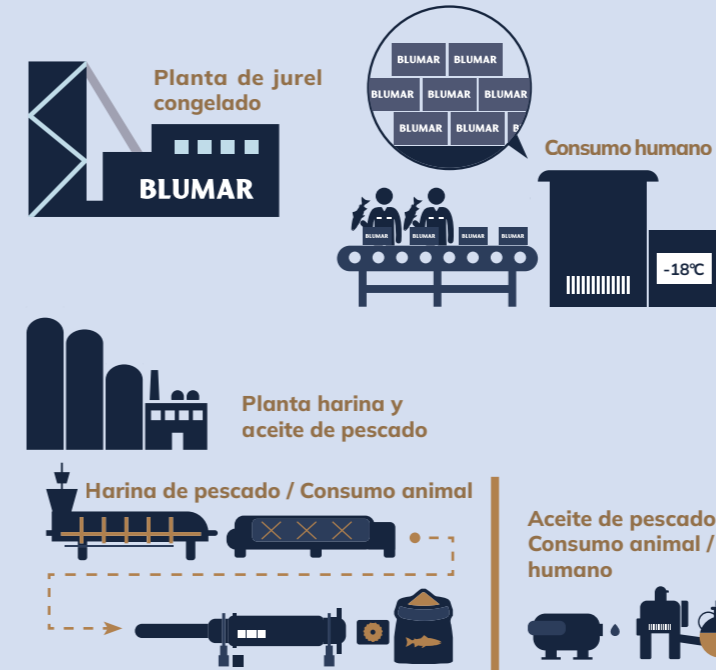 Planta de jurel
congelado
BLUMAR
BLUMAR BLUMAR
BLUMAR BLUMAR BLUMAR
BLUMAR BLUMAR B
Consumo humano
BLUMAR BLUMAR BLUMAR BLUMAR
-18°C
Planta harina y
aceite de pescado
Harina de pescado / Consumo animal
Aceite de pescado
Consumo animal /
humano